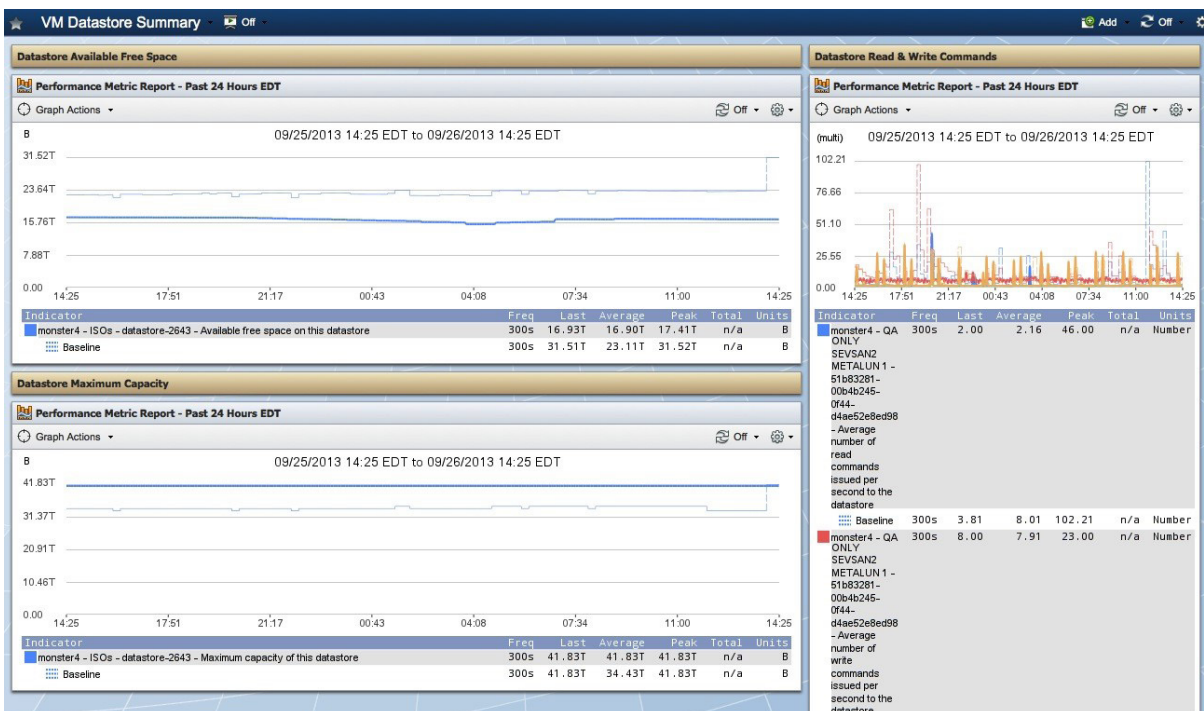 VM Datastore Summary Off Add Off
Datastore Available Free Space
Performance Metric Report - Past 24 Hours EDT
Graph Actions Off
B 09/25/2013 14:25 EDT to 09/26/2013 14:25 EDT
31.52T
23.64T
15.76T
7.88T
0.00
14:25 17:51 21:17 00:43 04:08 07:34 11:00 14:25
Indicator Freq Last Average Peak Total Units
monster4 - ISOs - datastore-2643 - Available free space on this datastore 300s 16.93T 16.90T 17.41T n/a B
Baseline 300s 31.51T 23.11T 31.52T n/a B
Datastore Maximum Capacity
Performance Metric Report - Past 24 Hours EDT
Graph Actions Off
B 09/25/2013 14:25 EDT to 09/26/2013 14:25 EDT
41.83T
31.37T
20.91T
10.46T
0.00
14:25 17:51 21:17 00:43 04:08 07:34 11:00 14:25
Indicator Freq Last Average Peak Total Units
monster4 - ISOs - datastore-2643 - Maximum capacity of this datastore 300s 41.83T 41.83T 41.83T n/a B
Baseline 300s 41.83T 34.43T 41.83T n/a B
Datastore Read & Write Commands
Performance Metric Report - Past 24 Hours EDT
Graph Actions Off
(multi) 09/25/2013 14:25 EDT to 09/26/2013 14:25 EDT
102.21
76.66
51.10
25.55
0.00
14:25 17:51 21:17 00:43 04:08 07:34 11:00 14:25
Indicator Freq Last Average Peak Total Units
monster4 - QA 300s 2.00 2.16 46.00 n/a Number
ONLY
SEVSAN2
METALUN 1 -
51b83281-
00b4b245-
0f44-
d4ae52e8ed98
- Average
number of
read
commands
issued per
second to the
datastore
Baseline 300s 3.81 8.01 102.21 n/a Number
monster4 - QA 300s 8.00 7.91 23.00 n/a Number
ONLY
SEVSAN2
METALUN 1 -
51b83281-
00b4b245-
0f44-
d4ae52e8ed98
- Average
number of
write
commands
issued per
second to the
datastore